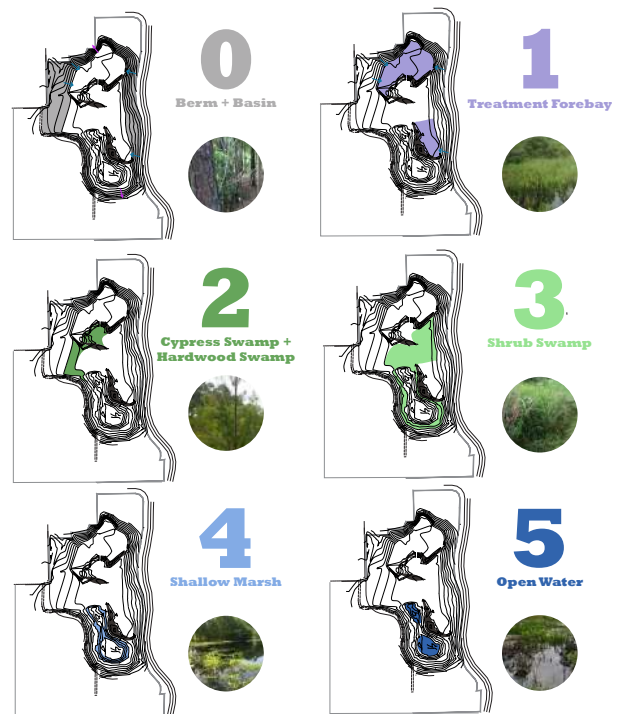 0
Berm + Basin
1
Treatment Forebay
2
Cypress Swamp +
Hardwood Swamp
3
Shrub Swamp
4
Shallow Marsh
5
Open Water